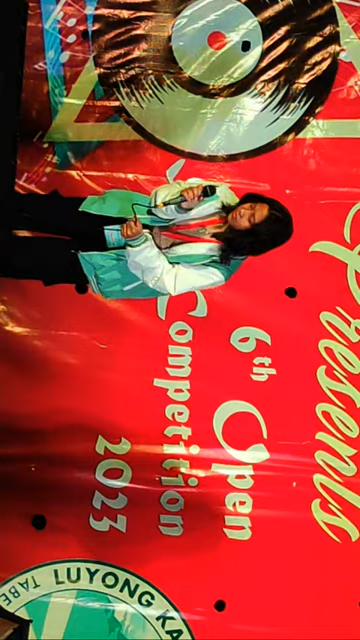 Presents
6th Open
Competition
2023
LUYONG KA
TABE